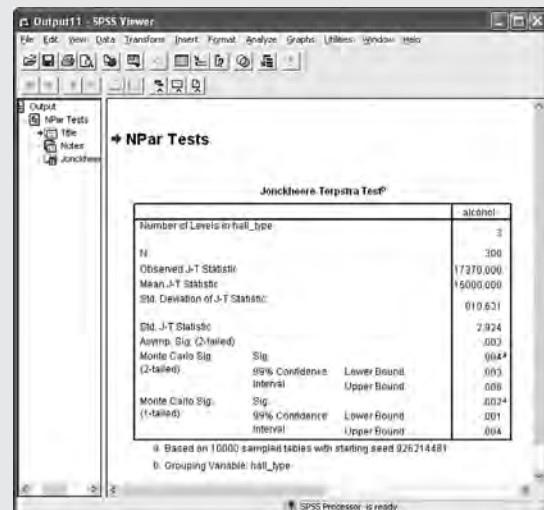 Output11 - SPSS Viewer
File Edit View Data Transform Insert Format Analyze Graphs Utilities Window Help
Output
NPar Tests
Title
Notes
Jonckheere
NPar Tests
Jonckheere-Terpstra Test b
alcohol
Number of Levels in hall_type 3
N 300
Observed J-T Statistic 17370.000
Mean J-T Statistic 15000.000
Std. Deviation of J-T Statistic 810.631
Std. J-T Statistic 2.924
Asymp. Sig. (2-tailed) .003
Monte Carlo Sig. (2-tailed) Sig. .004 a
99% Confidence Interval Lower Bound .003
Upper Bound
Monte Carlo Sig. (1-tailed) Sig. .002 a
99% Confidence Interval Lower Bound .001
Upper Bound .004
a. Based on 10000 sampled tables with starting seed 926214481.
b. Grouping Variable: hall_type
SPSS Processor is ready